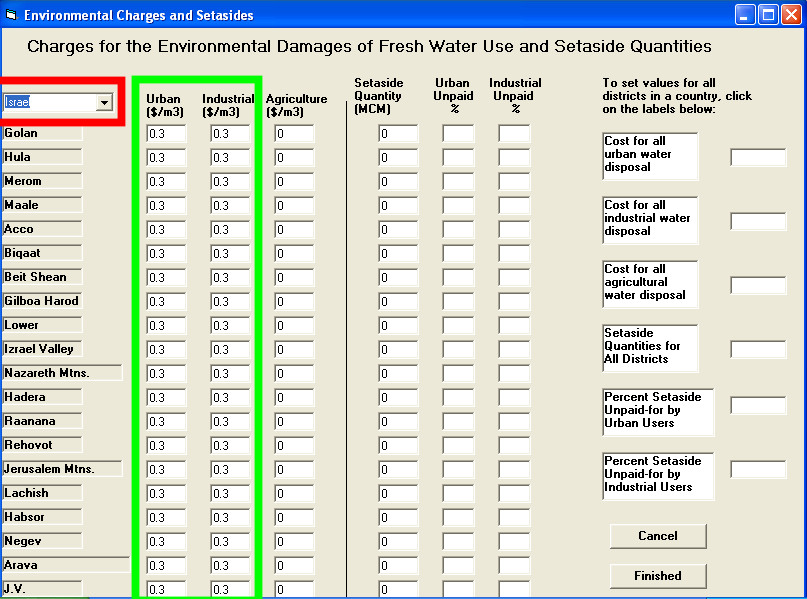 Environmental Charges and Setasides
Charges for the Environmental Damages of Fresh Water Use and Setaside Quantities
Israel
Urban
($/m3)
Industrial
($/m3)
Agriculture
($/m3)
Setaside
Quantity
(MCM)
Urban
Unpaid
%
Industrial
Unpaid
%
To set values for all
districts in a country, click
on the labels below:
Golan 0.3 0.3 0 0
Hula 0.3 0.3 0 0
Merom 0.3 0.3 0 0
Maale 0.3 0.3 0 0
Acco 0.3 0.3 0 0
Biqaat 0.3 0.3 0 0
Beit Shean 0.3 0.3 0 0
Gilboa Harod 0.3 0.3 0 0
Lower 0.3 0.3 0 0
Izrael Valley 0.3 0.3 0 0
Nazareth Mtns. 0.3 0.3 0 0
Hadera 0.3 0.3 0 0
Raanana 0.3 0.3 0 0
Rehovot 0.3 0.3 0 0
Jerusalem Mtns. 0.3 0.3 0 0
Lachish 0.3 0.3 0 0
Habsor 0.3 0.3 0 0
Negev 0.3 0.3 0 0
Arava 0.3 0.3 0 0
J.V. 0.3 0.3 0 0
Cost for all
urban water
disposal
Cost for all
industrial water
disposal
Cost for all
agricultural
water disposal
Setaside
Quantities for
All Districts
Percent Setaside
Unpaid-for by
Urban Users
Percent Setaside
Unpaid-for by
Industrial Users
Cancel
Finished